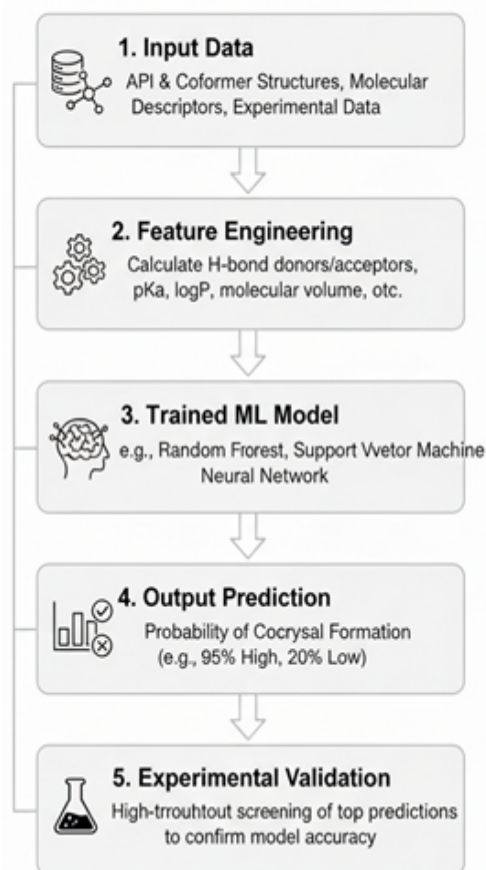 1. Input Data
API & Coformer Structures, Molecular
Descriptors, Experimental Data
2. Feature Engineering
Calculate H-bond donors/acceptors,
pKa, logP, molecular volume, otc.
3. Trained ML Model
e.g., Random Frorest, Support Vvetor Machine
Neural Network
4. Output Prediction
Probability of Cocrysal Formation
(e.g., 95% High, 20% Low)
5. Experimental Validation
High-trrouhtout screening of top predictions
to confirm model accuracy